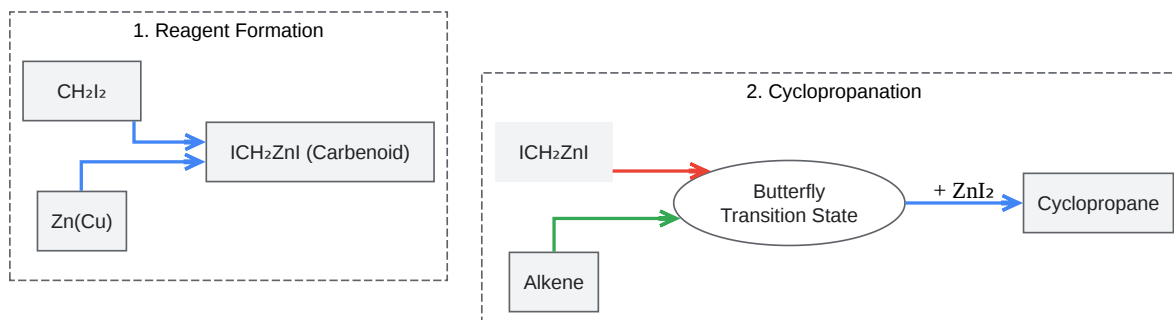 1. Reagent Formation
CH₂I₂
ICH₂ZnI (Carbenoid)
Zn(Cu)
2. Cyclopropanation
ICH₂ZnI
Butterfly
Transition State
+ ZnI₂
Cyclopropane
Alkene